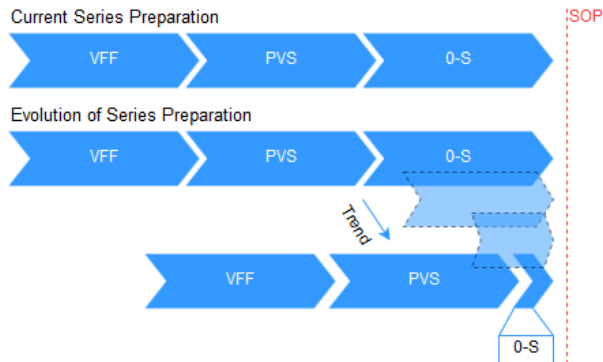 Current Series Preparation
SOP
VFF PVS 0-S
Evolution of Series Preparation
VFF PVS 0-S
Trend
VFF PVS
0-S